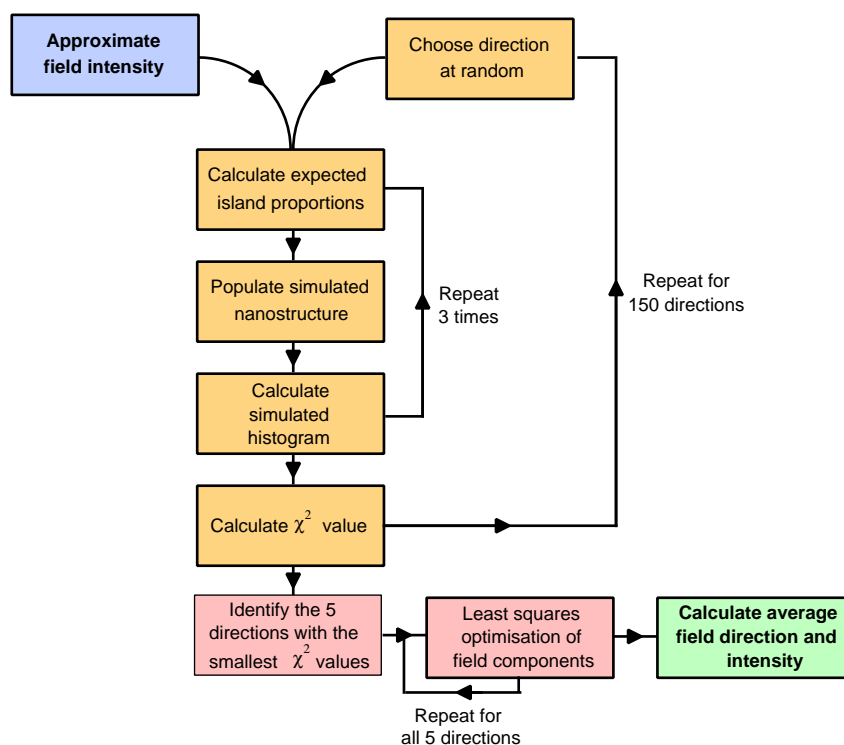 Approximate
field intensity
Choose direction
at random
Calculate expected
island proportions
Populate simulated
nanostructure
Repeat
3 times
Repeat for
150 directions
Calculate
simulated
histogram
Calculate χ² value
Identify the 5
directions with the
smallest χ² values
Least squares
optimisation of
field components
Calculate average
field direction and
intensity
Repeat for
all 5 directions